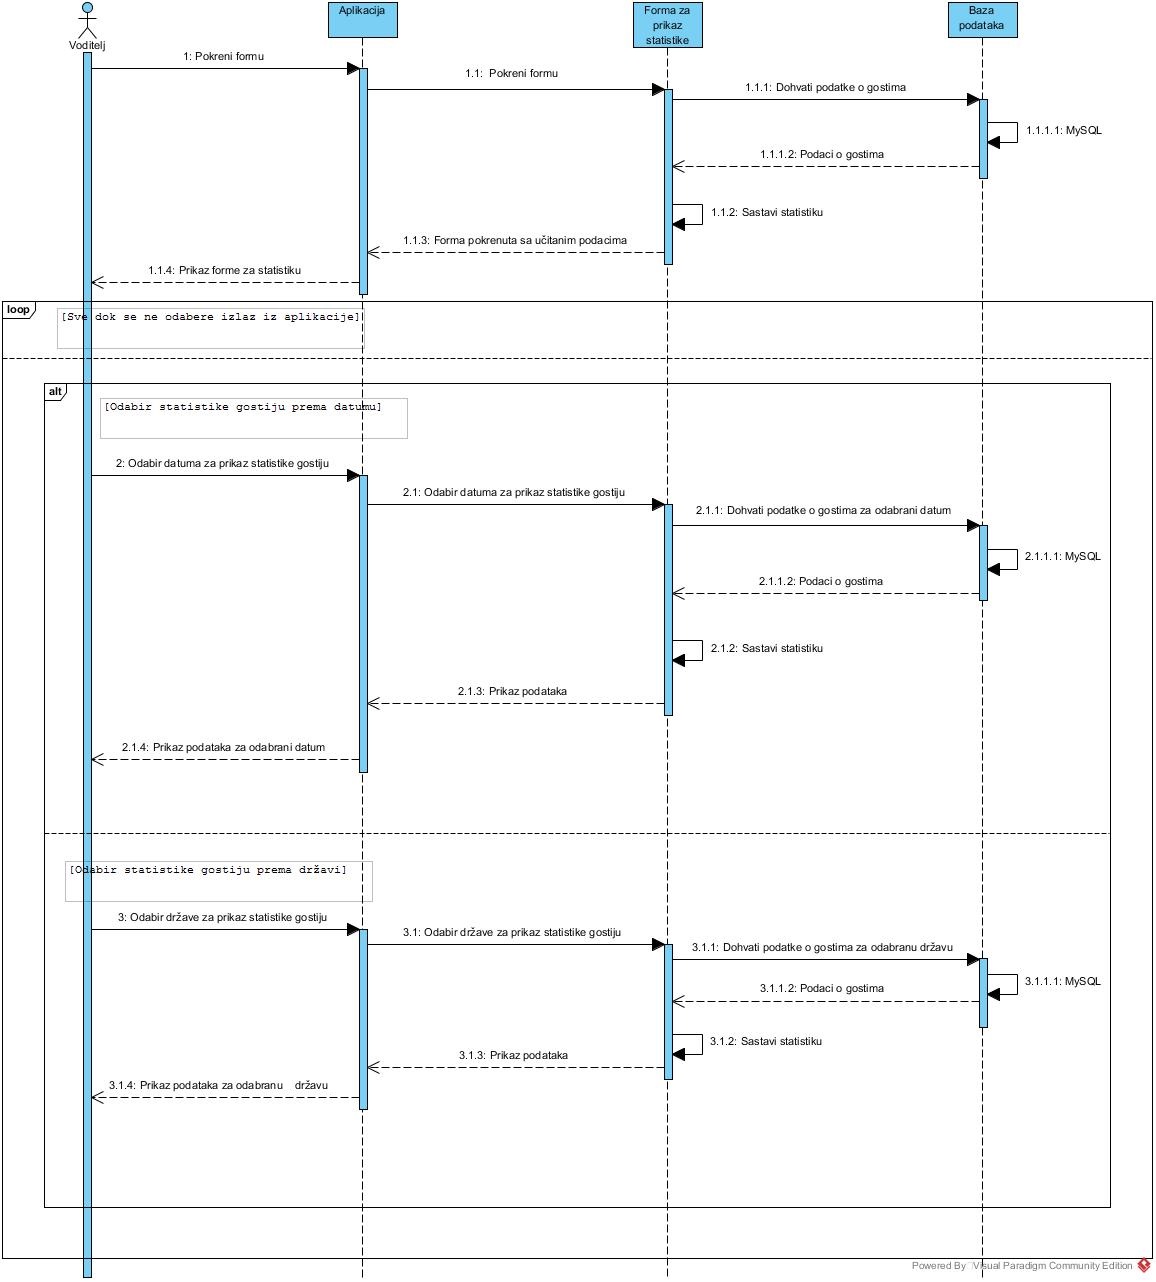 Voditelj
Aplikacija
Forma za
prikaz
statistike
Baza
podataka
1: Pokreni formu
1.1:  Pokreni formu
1.1.1: Dohvati podatke o gostima
1.1.1.1: MySQL
1.1.1.2: Podaci o gostima
1.1.2: Sastavi statistiku
1.1.3: Forma pokrenuta sa učitanim podacima
1.1.4: Prikaz forme za statistiku
loop
[Sve dok se ne odabere izlaz iz aplikacije]
alt
[Odabir statistike gostiju prema datumu]
2: Odabir datuma za prikaz statistike gostiju
2.1: Odabir datuma za prikaz statistike gostiju
2.1.1: Dohvati podatke o gostima za odabrani datum
2.1.1.1: MySQL
2.1.1.2: Podaci o gostima
2.1.2: Sastavi statistiku
2.1.3: Prikaz podataka
2.1.4: Prikaz podataka za odabrani datum
[Odabir statistike gostiju prema državi]
3: Odabir države za prikaz statistike gostiju
3.1: Odabir države za prikaz statistike gostiju
3.1.1: Dohvati podatke o gostima za odabranu državu
3.1.1.1: MySQL
3.1.1.2: Podaci o gostima
3.1.2: Sastavi statistiku
3.1.3: Prikaz podataka
3.1.4: Prikaz podataka za odabranu    državu
Powered By Visual Paradigm Community Edition